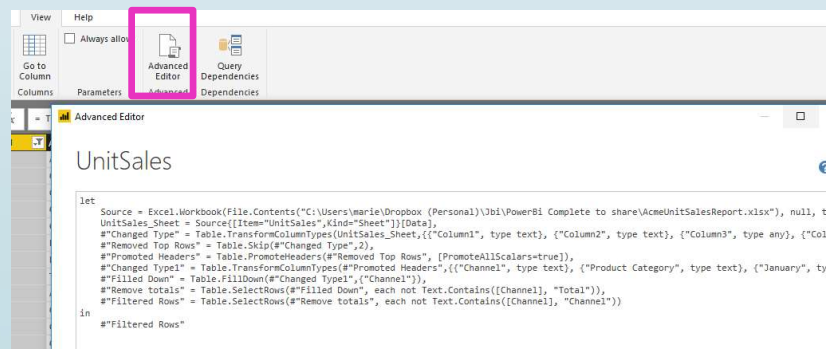 View Help
Always allow
Go to Column
Advanced Editor
Query Dependencies
Columns Parameters Advanced Dependencies
= T
Advanced Editor
UnitSales
let
Source = Excel.Workbook(File.Contents("C:\Users\marie\Dropbox (Personal)\Jbi\PowerBi Complete to share\AcmeUnitSalesReport.xlsx"), null, t
UnitSales_Sheet = Source{[Item="UnitSales",Kind="Sheet"]}[Data],
#"Changed Type" = Table.TransformColumnTypes(UnitSales_Sheet,{{"Column1", type text}, {"Column2", type text}, {"Column3", type any}, {"Col
#"Removed Top Rows" = Table.Skip(#"Changed Type",2),
#"Promoted Headers" = Table.PromoteHeaders(#"Removed Top Rows", [PromoteAllScalars=true]),
#"Changed Type1" = Table.TransformColumnTypes(#"Promoted Headers",{{"Channel", type text}, {"Product Category", type text}, {"January", ty
#"Filled Down" = Table.FillDown(#"Changed Type1",{"Channel"}),
#"Remove totals" = Table.SelectRows(#"Filled Down", each not Text.Contains([Channel], "Total")),
#"Filtered Rows" = Table.SelectRows(#"Remove totals", each not Text.Contains([Channel], "Channel"))
in
#"Filtered Rows"